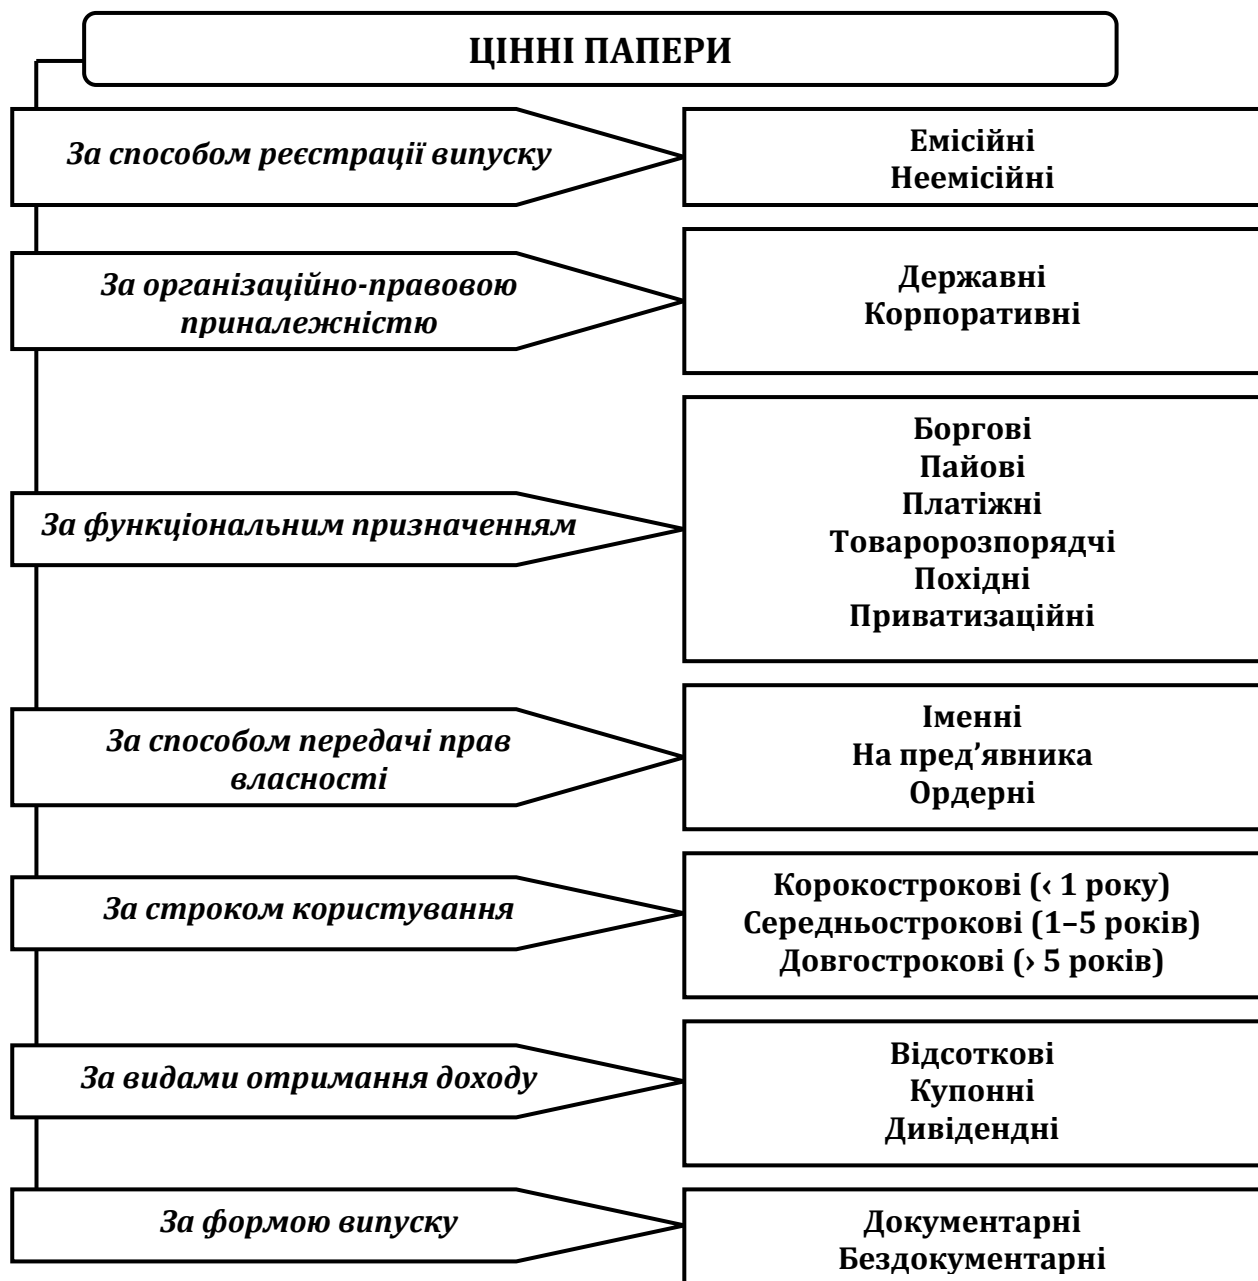 ЦІННІ ПАПЕРИ
За способом реєстрації випуску
Емісійні
Неемісійні
За організаційно-правовою
приналежністю
Державні
Корпоративні
За функціональним призначенням
Боргові
Пайові
Платіжні
Товаророзпорядчі
Похідні
Приватизаційні
За способом передачі прав
власності
Іменні
На пред’явника
Ордерні
За строком користування
Корокострокові (‹ 1 року)
Середньострокові (1–5 років)
Довгострокові (› 5 років)
За видами отримання доходу
Відсоткові
Купонні
Дивідендні
За формою випуску
Документарні
Бездокументарні